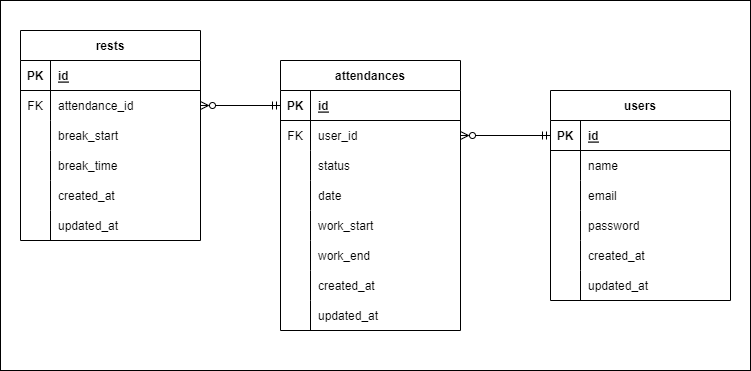 rests
PK id
FK attendance_id
break_start
break_time
created_at
updated_at
attendances
PK id
FK user_id
status
date
work_start
work_end
created_at
updated_at
users
PK id
name
email
password
created_at
updated_at